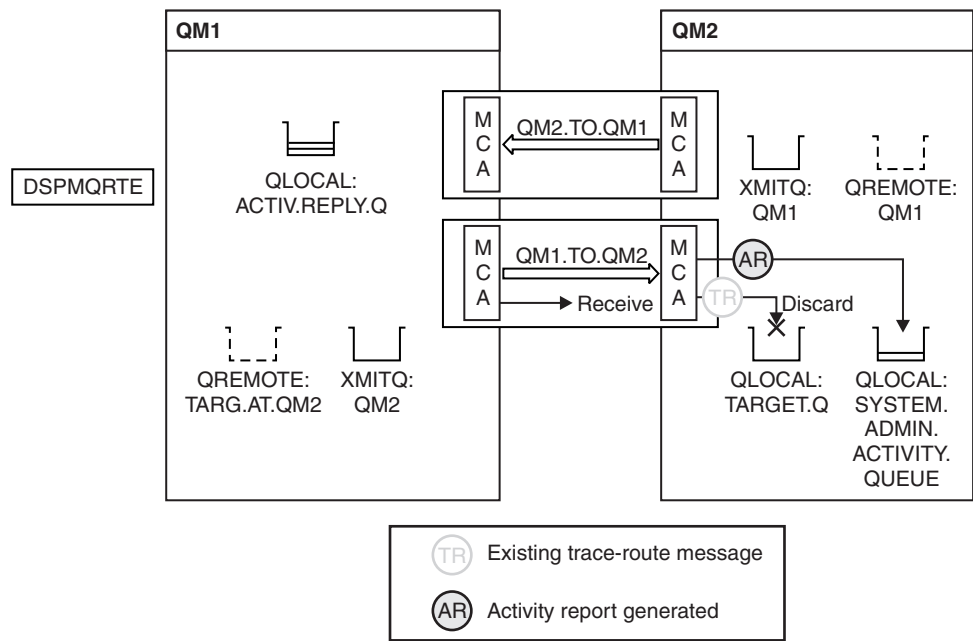 QM1
QM2
DSPMQRTE
QLOCAL:
ACTIV.REPLY.Q
M
C
A
QM2.TO.QM1
M
C
A
XMITQ:
QM1
QREMOTE:
QM1
M
C
A
QM1.TO.QM2
Receive
M
C
A
AR
TR
Discard
QREMOTE:
TARG.AT.QM2
XMITQ:
QM2
QLOCAL:
TARGET.Q
QLOCAL:
SYSTEM.
ADMIN.
ACTIVITY.
QUEUE
TR Existing trace-route message
AR Activity report generated